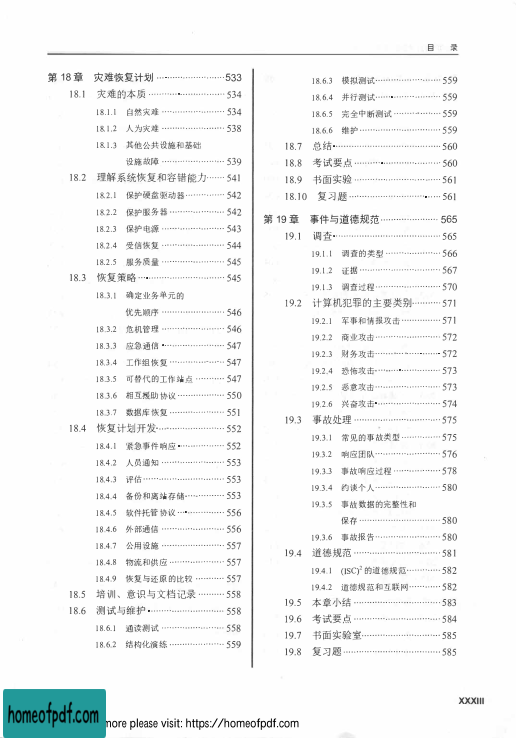 目 录
第 18 章 灾难恢复计划 533
18.1 灾难的本质 534
18.1.1 自然灾难 534
18.1.2 人为灾难 538
18.1.3 其他公共设施和基础
设施故障 539
18.2 理解系统恢复和容错能力 541
18.2.1 保护硬盘驱动器 542
18.2.2 保护服务器 542
18.2.3 保护电源 543
18.2.4 受信恢复 544
18.2.5 服务质量 545
18.3 恢复策略 545
18.3.1 确定业务单元的
优先顺序 546
18.3.2 危机管理 546
18.3.3 应急通信 547
18.3.4 工作组恢复 547
18.3.5 可替代的工作站点 547
18.3.6 相互援助协议 550
18.3.7 数据库恢复 551
18.4 恢复计划开发 552
18.4.1 紧急事件响应 552
18.4.2 人员通知 553
18.4.3 评估 553
18.4.4 备份和离站存储 553
18.4.5 软件托管协议 556
18.4.6 外部通信 556
18.4.7 公用设施 557
18.4.8 物流和供应 557
18.4.9 恢复与还原的比较 557
18.5 培训、意识与文档记录 558
18.6 测试与维护 558
18.6.1 通读测试 558
18.6.2 结构化演练 559
18.6.3 模拟测试 559
18.6.4 并行测试 559
18.6.5 完全中断测试 559
18.6.6 维护 559
18.7 总结 560
18.8 考试要点 560
18.9 书面实验 561
18.10 复习题 561
第 19 章 事件与道德规范 565
19.1 调查 565
19.1.1 调查的类型 566
19.1.2 证据 567
19.1.3 调查过程 570
19.2 计算机犯罪的主要类别 571
19.2.1 军事和情报攻击 571
19.2.2 商业攻击 572
19.2.3 财务攻击 572
19.2.4 恐怖攻击 573
19.2.5 恶意攻击 573
19.2.6 兴奋攻击 574
19.3 事故处理 575
19.3.1 常见的事故类型 575
19.3.2 响应团队 576
19.3.3 事故响应过程 578
19.3.4 约谈个人 580
19.3.5 事故数据的完整性和
保存 580
19.3.6 事故报告 580
19.4 道德规范 581
19.4.1 (ISC)² 的道德规范 582
19.4.2 道德规范和互联网 582
19.5 本章小结 583
19.6 考试要点 584
19.7 书面实验室 585
19.8 复习题 585
XXXIII
homeofpdf.com
more please visit: https://homeofpdf.com